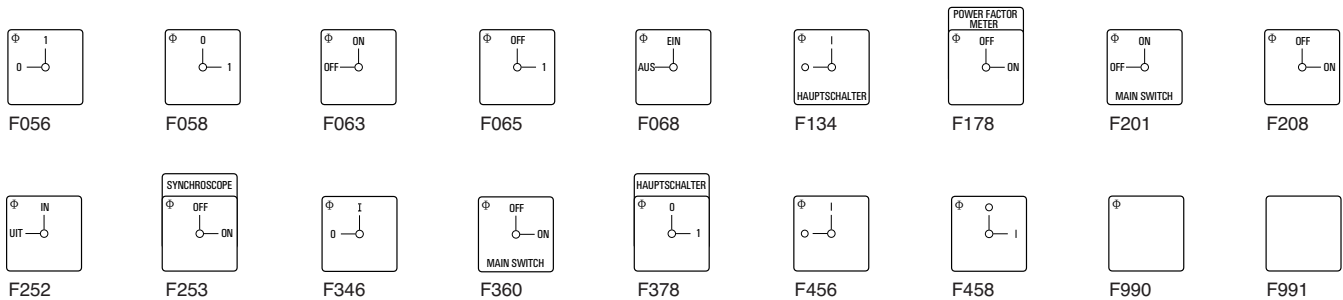 Φ 1
0
F056
Φ 0
1
F058
Φ ON
OFF
F063
Φ OFF
1
F065
Φ EIN
AUS
F068
Φ I
O
HAUPTSCHALTER
F134
POWER FACTOR
METER
Φ OFF
ON
F178
Φ ON
OFF
MAIN SWITCH
F201
Φ OFF
ON
F208
Φ IN
UIT
F252
SYNCHROSCOPE
Φ OFF
ON
F253
Φ I
0
F346
Φ OFF
ON
MAIN SWITCH
F360
HAUPTSCHALTER
Φ 0
1
F378
Φ I
O
F456
Φ O
I
F458
Φ
F990
F991